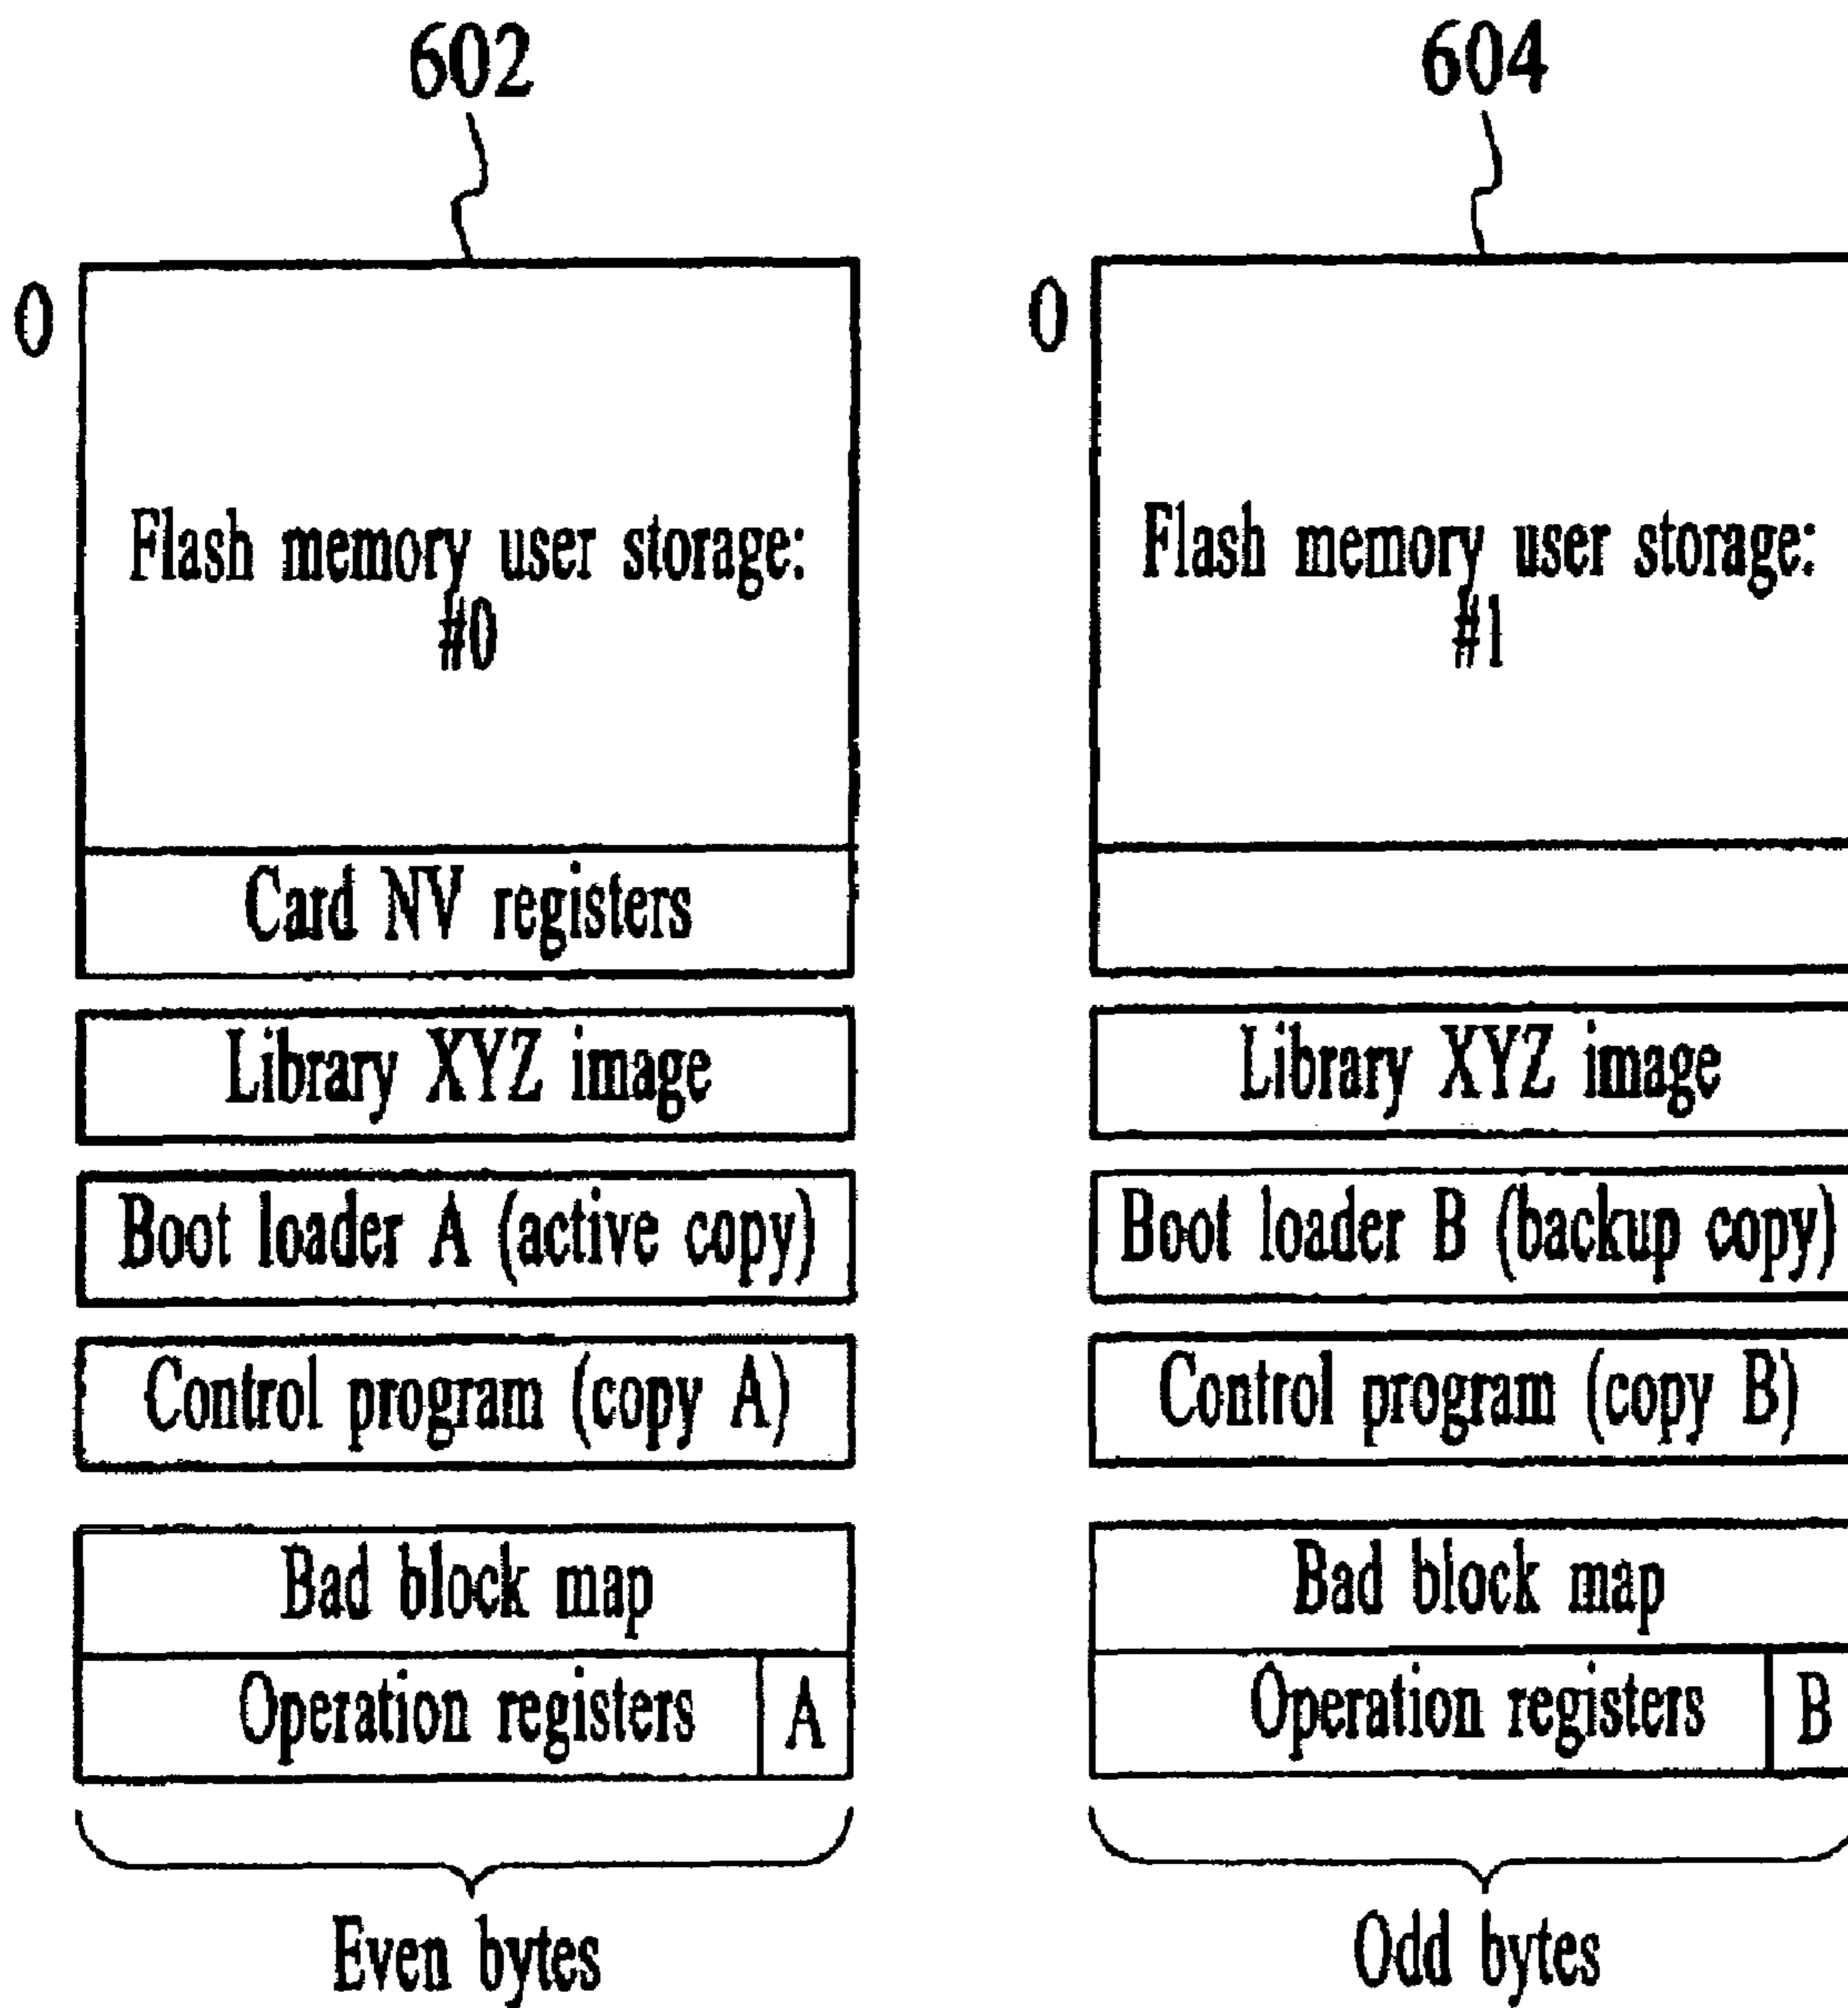 602
0
Flash memory user storage:
#0
Card NV registers
Library XYZ image
Boot loader A (active copy)
Control program (copy A)
Bad block map
Operation registers A
Even bytes
604
0
Flash memory user storage:
#1
Library XYZ image
Boot loader B (backup copy)
Control program (copy B)
Bad block map
Operation registers B
Odd bytes